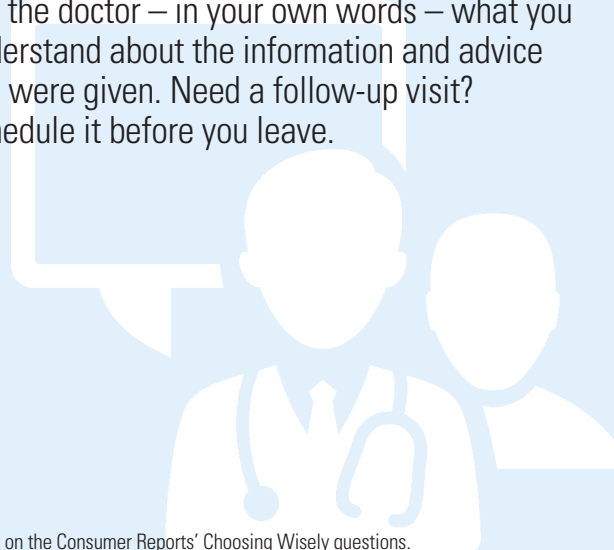 the doctor – in your own words – what you
derstand about the information and advice
were given. Need a follow-up visit?
edule it before you leave.
on the Consumer Reports' Choosing Wisely questions.